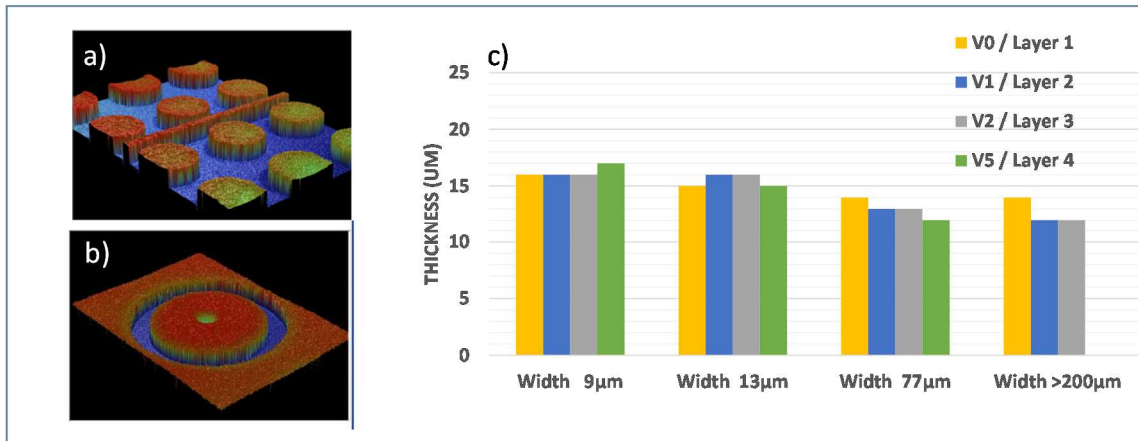 a)
b)
c)
V0 / Layer 1
V1 / Layer 2
V2 / Layer 3
V5 / Layer 4
THICKNESS (UM)
25
20
15
10
5
0
Width 9µm
Width 13µm
Width 77µm
Width >200µm